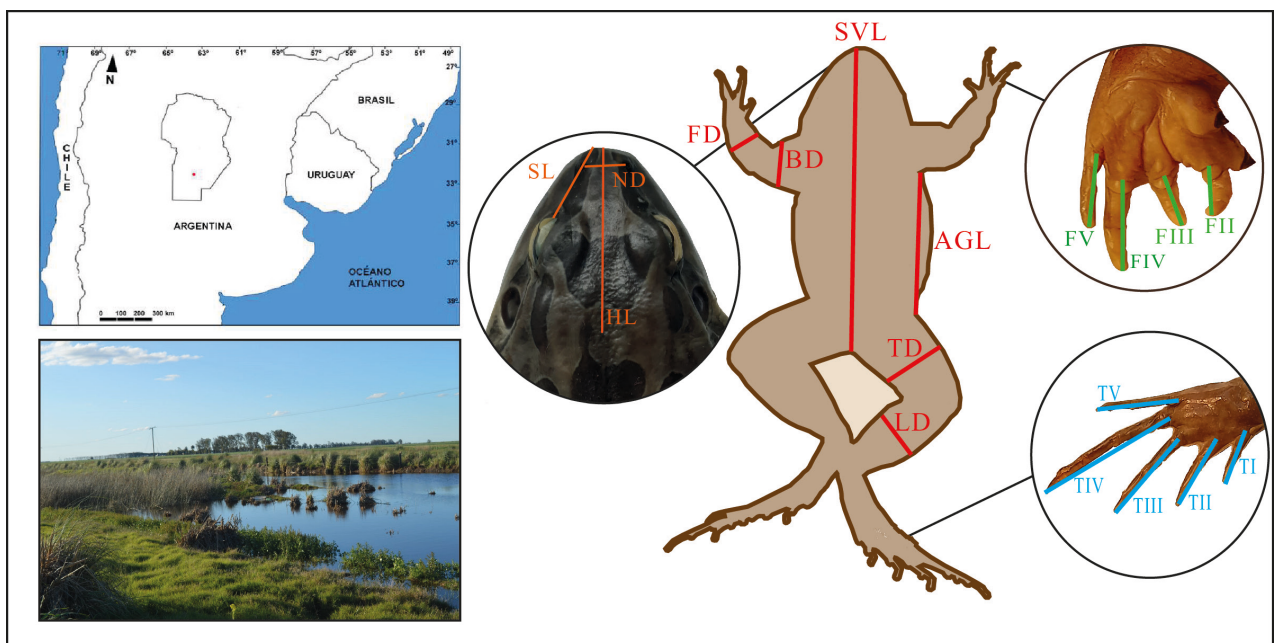 71° 69° 67° 65° 63° 61° 59° 57° 55° 53° 51° 49°
27°
29°
31°
33°
35°
37°
39°
N
BRASIL
CHILE
URUGUAY
ARGENTINA
OCÉANO
ATLÁNTICO
0 100 200 300 km
SL
ND
HL
SVL
FD
BD
AGL
TD
LD
FV
FIV
FIII
FII
TV
TIV
TIII
TII
TI